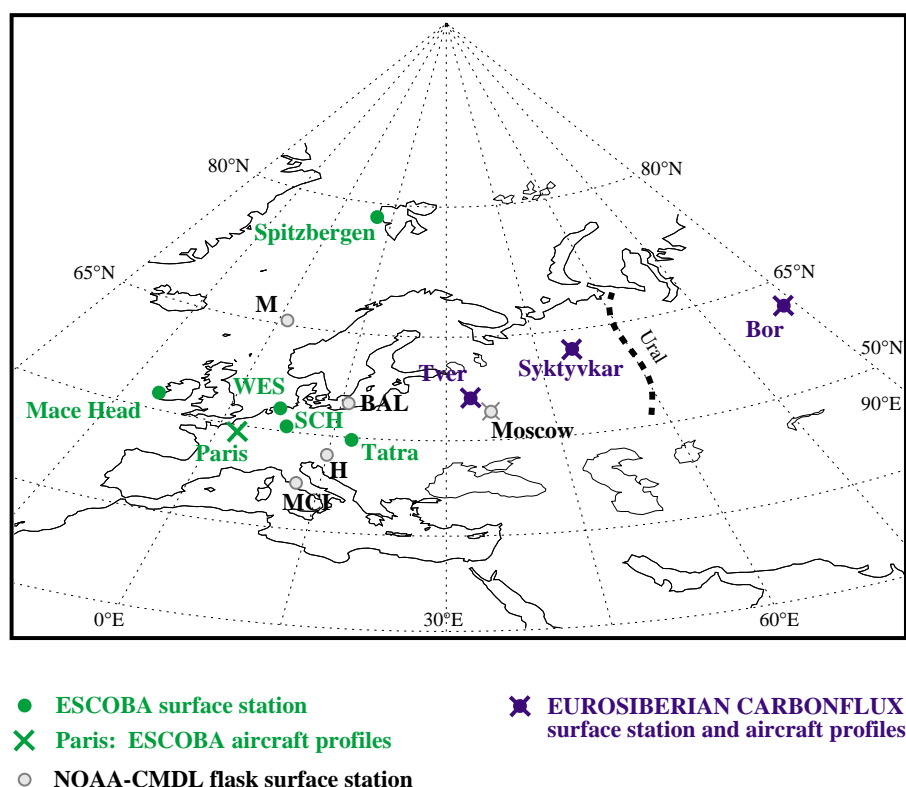 80°N
80°N
Spitzbergen
65°N
65°N
M
Bor
Ural
50°N
Syktyvkar
Tver
WES
90°E
Mace Head
BAL
SCH
Moscow
Paris
Tatra
H
MCI
0°E
30°E
60°E
ESCOBA surface station
Paris: ESCOBA aircraft profiles
NOAA-CMDL flask surface station
EUROSIBERIAN CARBONFLUX
surface station and aircraft profiles